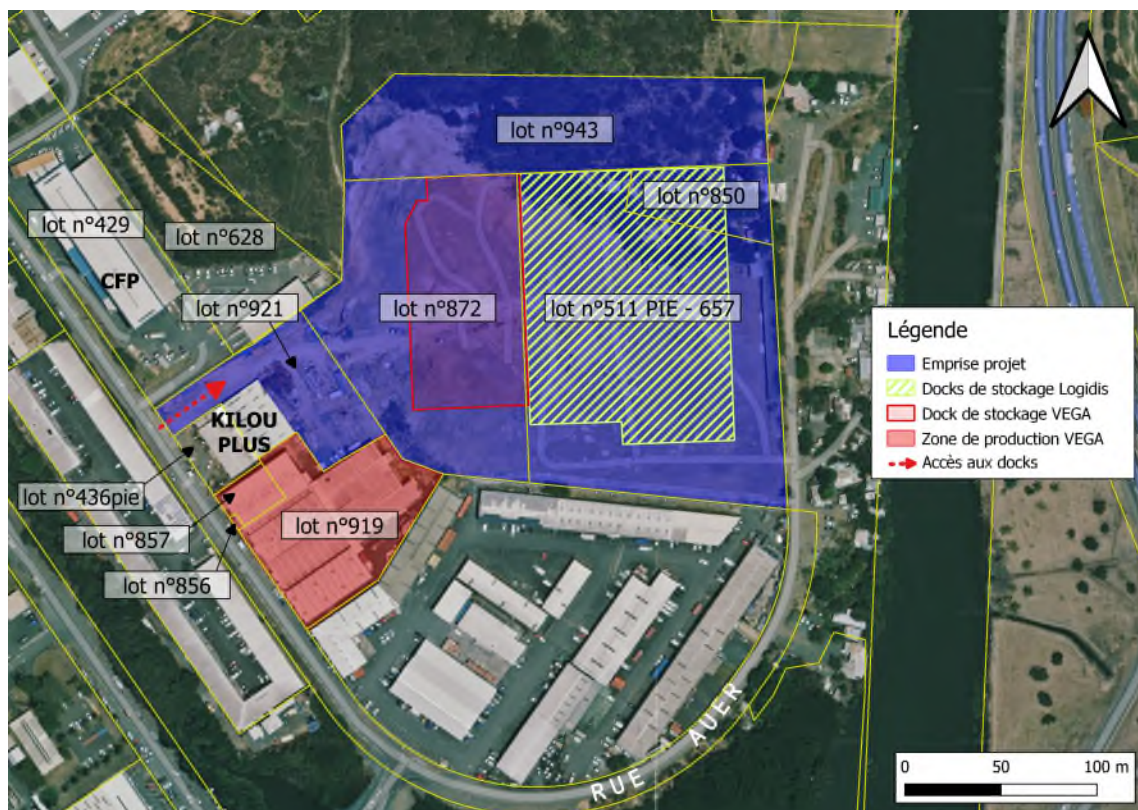 lot n°943
lot n°850
lot n°429
lot n°628
CFP
lot n°921
lot n°872
lot n°511 PIE - 657
KILOU
PLUS
lot n°436pie
lot n°857
lot n°919
lot n°856
RUE AUER
Légende
Emprise projet
Docks de stockage Logidis
Dock de stockage VEGA
Zone de production VEGA
Accès aux docks
0 50 100 m